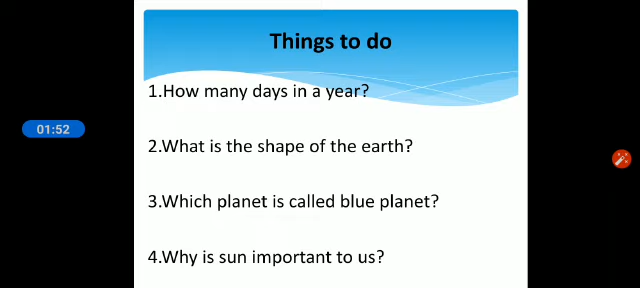 Things to do
1.How many days in a year?
01:52
2.What is the shape of the earth?
3.Which planet is called blue planet?
4.Why is sun important to us?